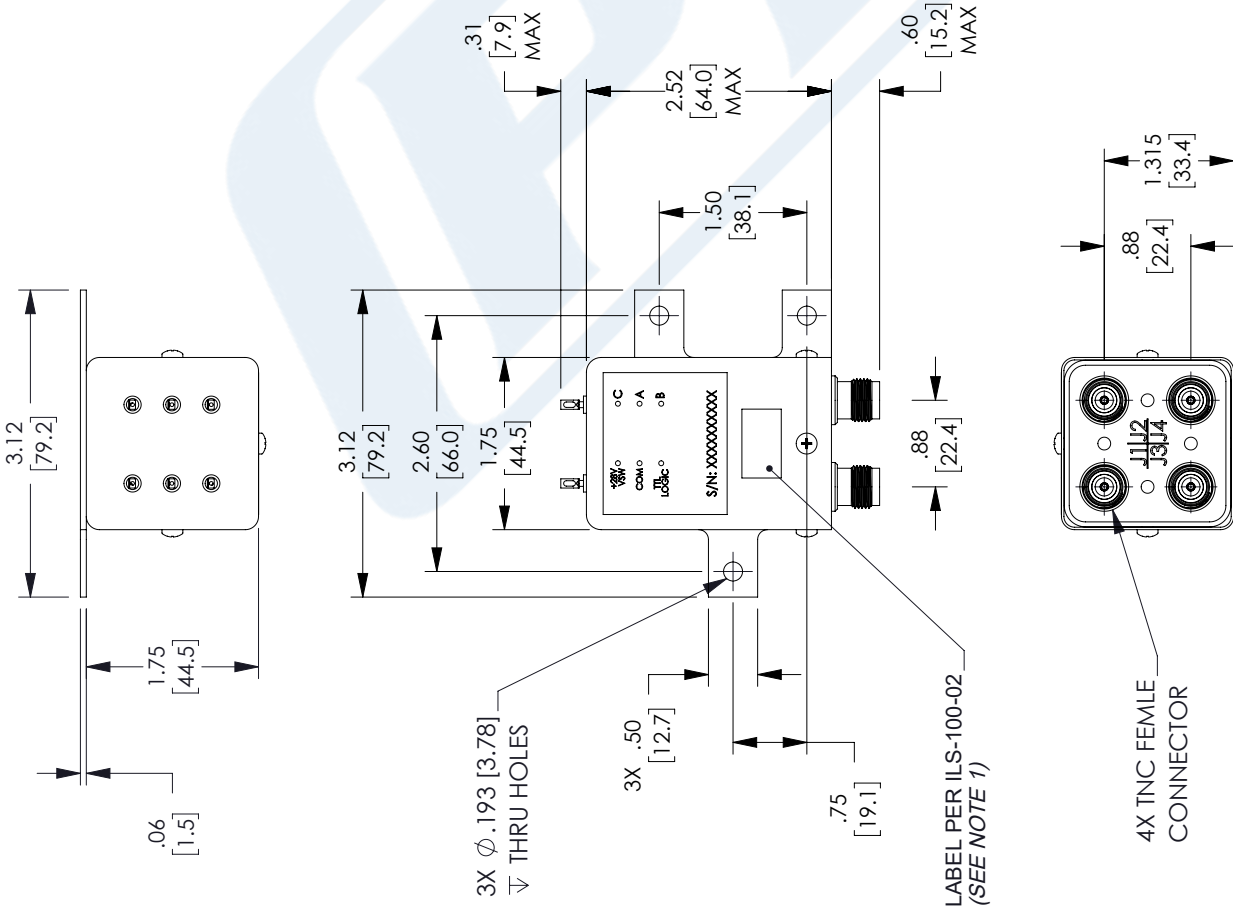 3.12
[79.2]
.06
[1.5]
1.75
[44.5]
.31
[7.9]
MAX
3.12
[79.2]
2.60
[66.0]
1.75
[44.5]
2.52
[64.0]
MAX
1.50
[38.1]
.60
[15.2]
MAX
+28V
VSW
C
COM
A
TTL
LOGIC
B
S/N: XXXXXXXXXX
3X ⌀.193 [3.78]
↧ THRU HOLES
3X .50
[12.7]
.75
[19.1]
.88
[22.4]
LABEL PER ILS-100-02
(SEE NOTE 1)
.88
[22.4]
1.315
[33.4]
J1 J2
J3 J4
4X TNC FEMLE
CONNECTOR